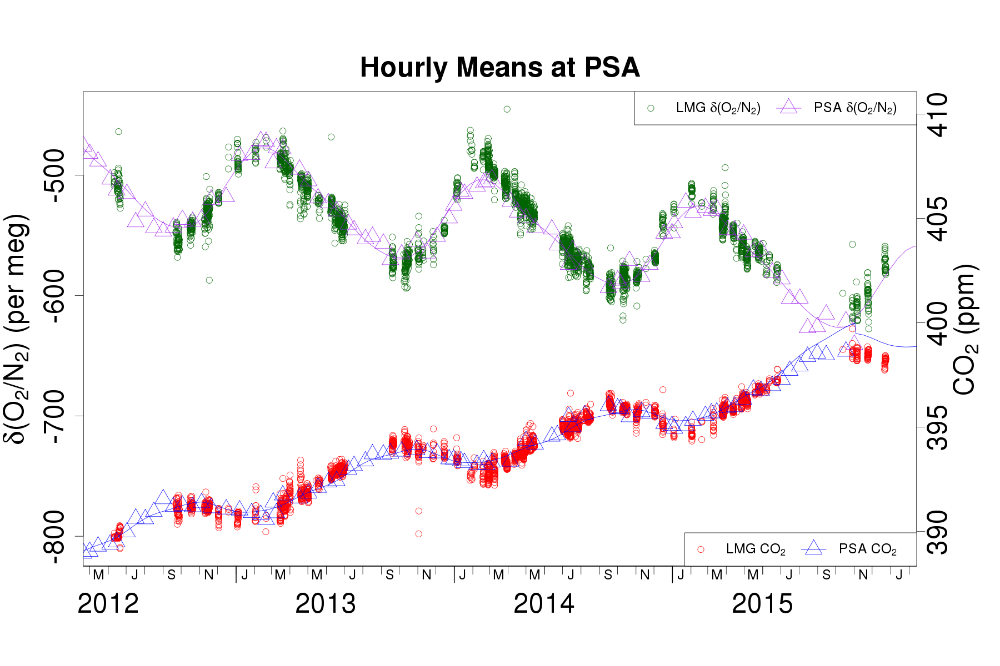 Hourly Means at PSA
LMG δ(O₂/N₂) PSA δ(O₂/N₂)
δ(O₂/N₂) (per meg)
-500
-600
-700
-800
410
405
400
395
390
CO₂ (ppm)
LMG CO₂ PSA CO₂
M J S N J M M J S N J M M J S N J M M J S N J
2012 2013 2014 2015